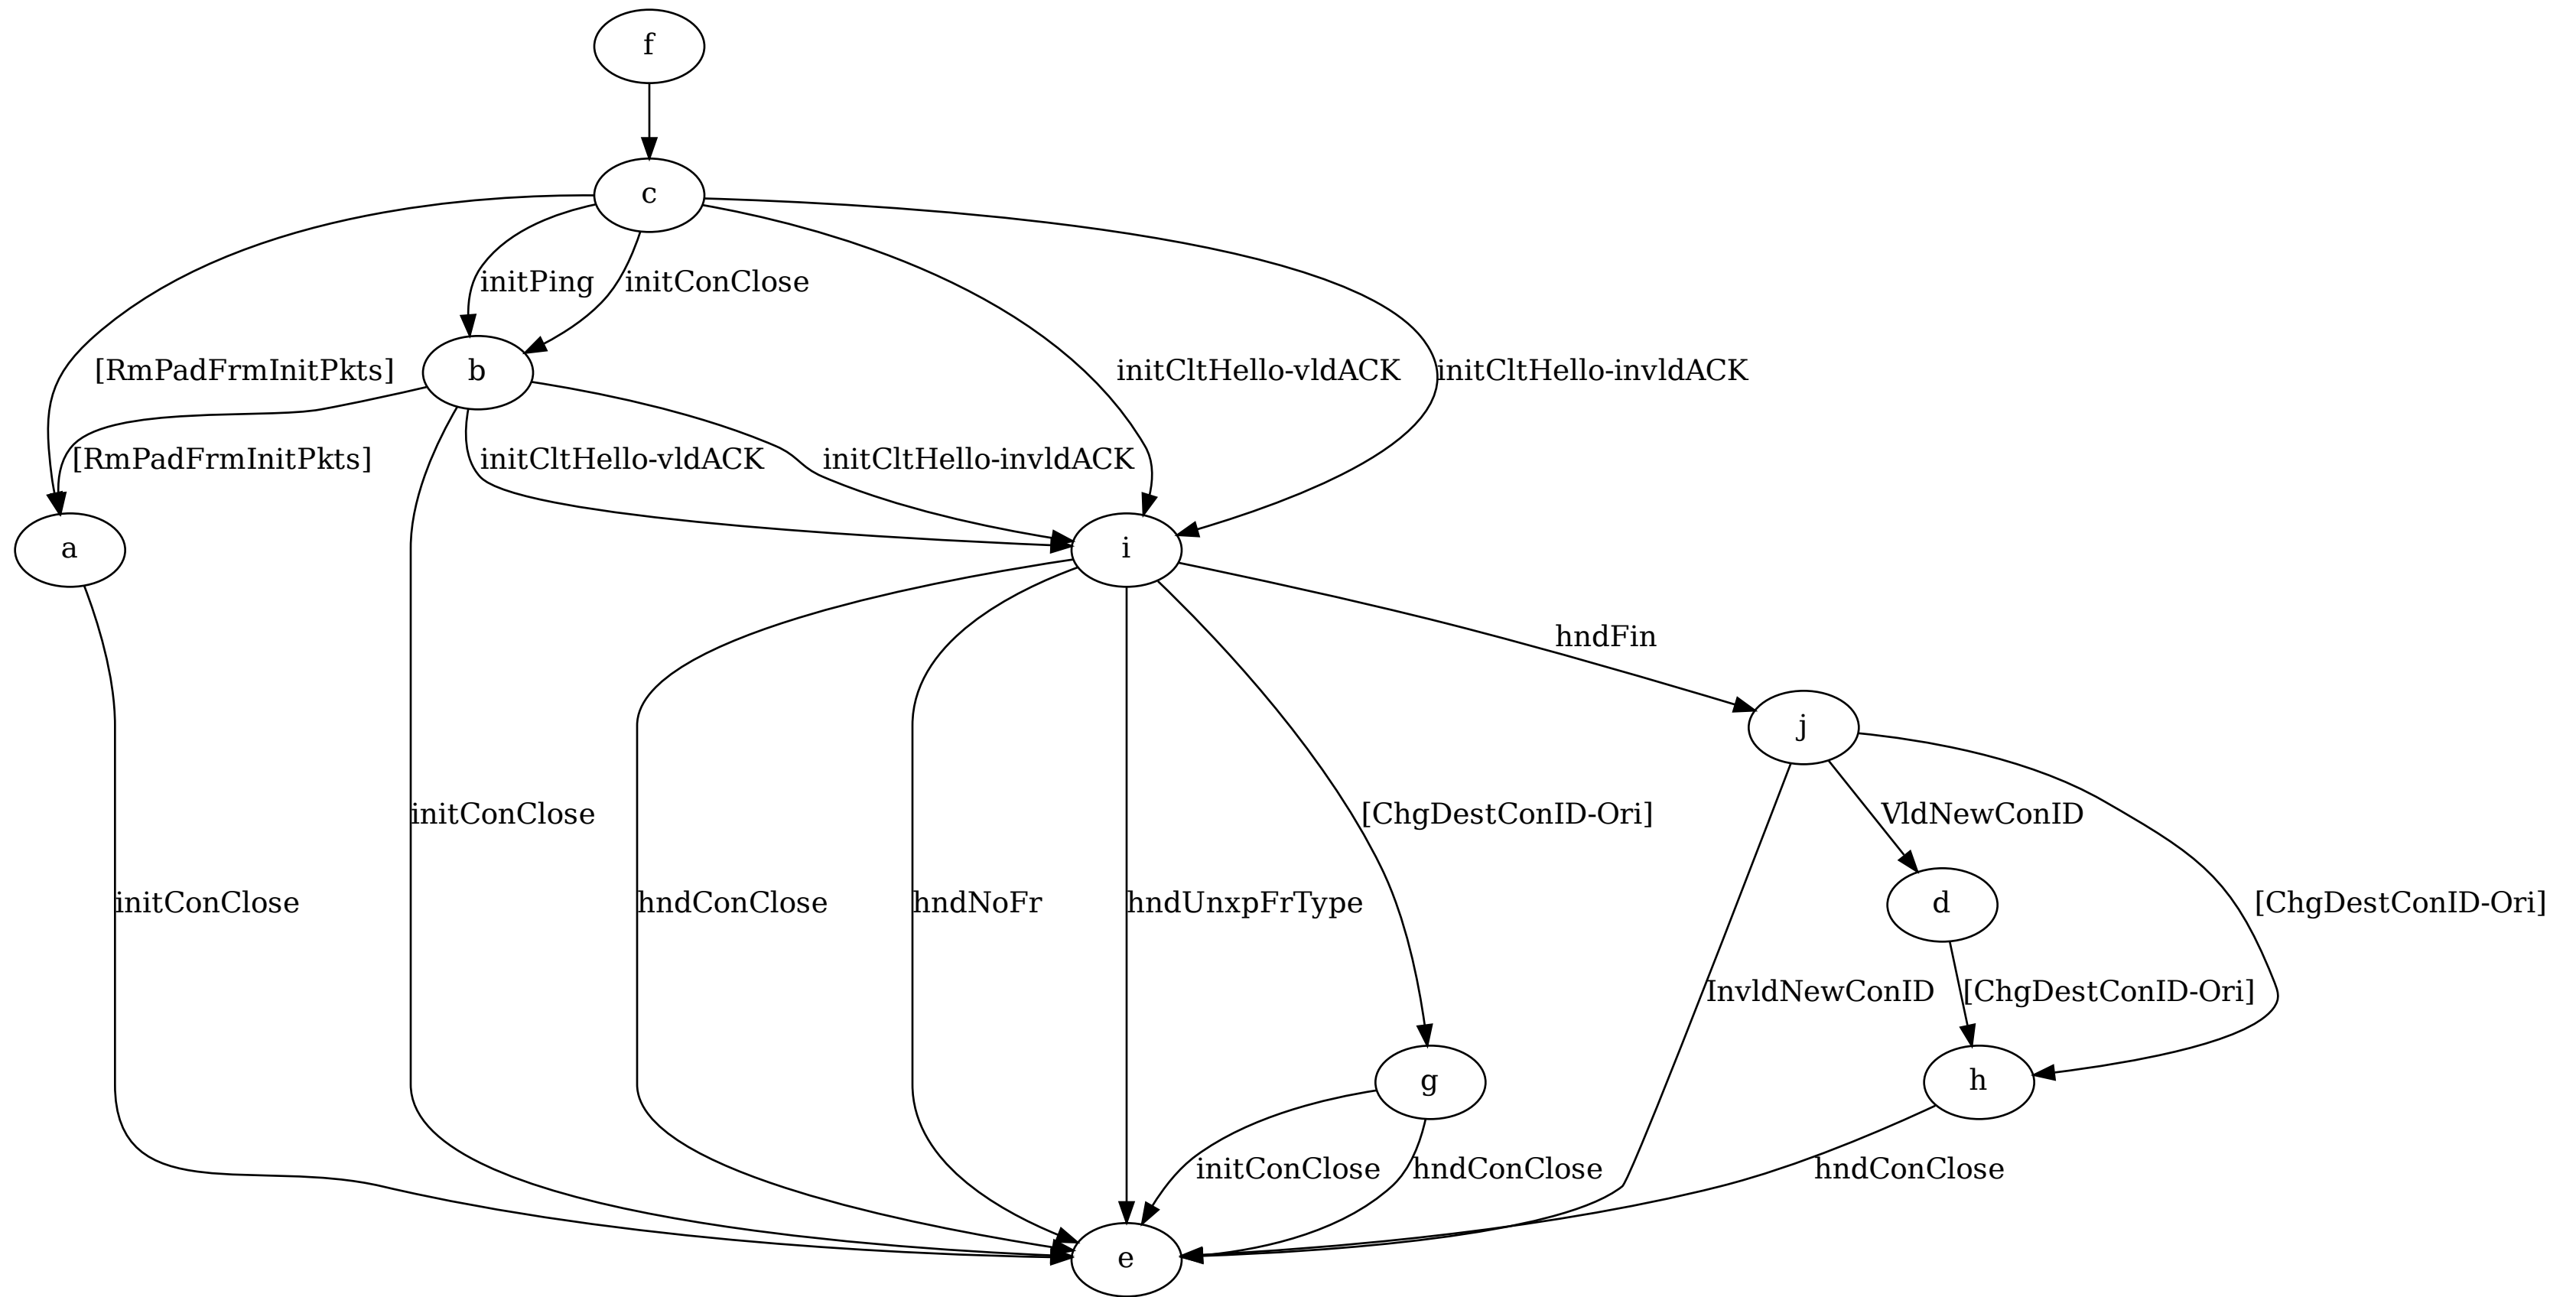 f
c
initPing
initConClose
[RmPadFrmInitPkts]
b
initCltHello-vldACK
initCltHello-invldACK
[RmPadFrmInitPkts]
initCltHello-vldACK
initCltHello-invldACK
a
i
hndFin
j
initConClose
[ChgDestConID-Ori]
VldNewConID
initConClose
hndConClose
hndNoFr
hndUnxpFrType
d
[ChgDestConID-Ori]
InvldNewConID
[ChgDestConID-Ori]
g
h
initConClose
hndConClose
hndConClose
e